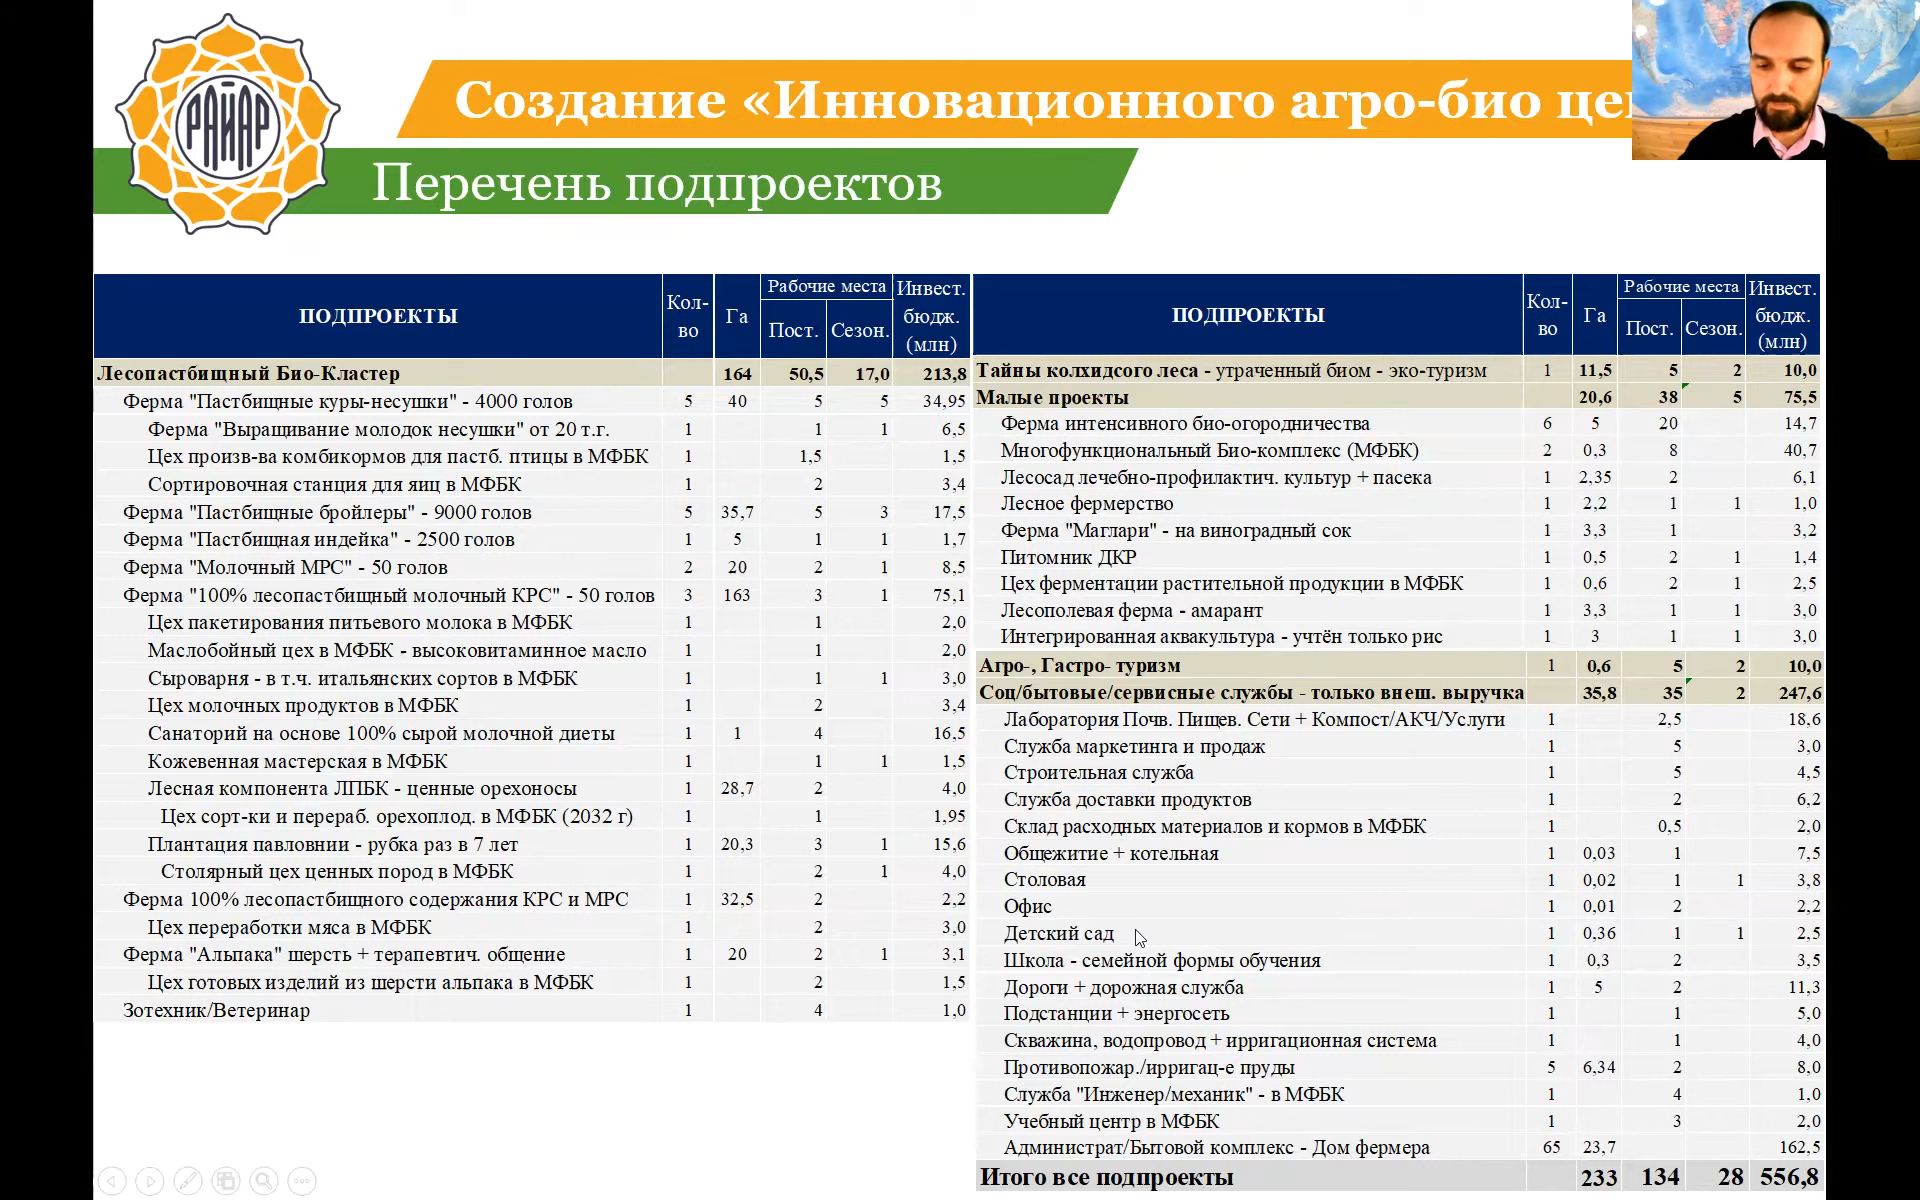 РАЙАР
Создание «Инновационного агро-био
Перечень подпроектов
ПОДПРОЕКТЫ Кол-во Га Рабочие места Пост. Сезон. Инвест. бюдж. (млн)
Лесопастбищный Био-Кластер 164 50,5 17,0 213,8
Ферма "Пастбищные куры-несушки" - 4000 голов 5 40 5 5 34,95
Ферма "Выращивание молодок несушки" от 20 т.г. 1 1 1 6,5
Цех произв-ва комбикормов для пастб. птицы в МФБК 1 1,5 1,5
Сортировочная станция для яиц в МФБК 1 2 3,4
Ферма "Пастбищные бройлеры" - 9000 голов 5 35,7 5 3 17,5
Ферма "Пастбищная индейка" - 2500 голов 1 5 1 1 1,7
Ферма "Молочный МРС" - 50 голов 2 20 2 1 8,5
Ферма "100% лесопастбищный молочный КРС" - 50 голов 3 163 3 1 75,1
Цех пакетирования питьевого молока в МФБК 1 1 2,0
Маслобойный цех в МФБК - высоковитаминное масло 1 1 2,0
Сыроварня - в т.ч. итальянских сортов в МФБК 1 1 1 3,0
Цех молочных продуктов в МФБК 1 2 3,4
Санаторий на основе 100% сырой молочной диеты 1 1 4 16,5
Кожевенная мастерская в МФБК 1 1 1 1,5
Лесная компонента ЛПБК - ценные орехоносы 1 28,7 2 4,0
Цех сорт-ки и перераб. орехоплод. в МФБК (2032 г) 1 1 1,95
Плантация павловнии - рубка раз в 7 лет 1 20,3 3 1 15,6
Столярный цех ценных пород в МФБК 1 2 1 4,0
Ферма 100% лесопастбищного содержания КРС и МРС 1 32,5 2 2,2
Цех переработки мяса в МФБК 1 2 3,0
Ферма "Альпака" шерсть + терапевтич. общение 1 20 2 1 3,1
Цех готовых изделий из шерсти альпака в МФБК 1 2 1,5
Зотехник/Ветеринар 1 4 1,0
ПОДПРОЕКТЫ Кол-во Га Рабочие места Пост. Сезон. Инвест. бюдж. (млн)
Тайны колхидсого леса - утраченный биом - эко-туризм 1 11,5 5 2 10,0
Малые проекты 20,6 38 5 75,5
Ферма интенсивного био-огородничества 6 5 20 14,7
Многофункциональный Био-комплекс (МФБК) 2 0,3 8 40,7
Лесосад лечебно-профилактич. культур + пасека 1 2,35 2 6,1
Лесное фермерство 1 2,2 1 1 1,0
Ферма "Маглари" - на виноградный сок 1 3,3 1 3,2
Питомник ДКР 1 0,5 2 1 1,4
Цех ферментации растительной продукции в МФБК 1 0,6 2 1 2,5
Лесополевая ферма - амарант 1 3,3 1 1 3,0
Интегрированная аквакультура - учтён только рис 1 3 1 1 3,0
Агро-, Гастро- туризм 1 0,6 5 2 10,0
Соц/бытовые/сервисные службы - только внеш. выручка 35,8 35 2 247,6
Лаборатория Почв. Пищев. Сети + Компост/АКЧ/Услуги 1 2,5 18,6
Служба маркетинга и продаж 1 5 3,0
Строительная служба 1 5 4,5
Служба доставки продуктов 1 2 6,2
Склад расходных материалов и кормов в МФБК 1 0,5 2,0
Общежитие + котельная 1 0,03 1 7,5
Столовая 1 0,02 1 1 3,8
Офис 1 0,01 2 2,2
Детский сад 1 0,36 1 1 2,5
Школа - семейной формы обучения 1 0,3 2 3,5
Дороги + дорожная служба 1 5 2 11,3
Подстанции + энергосеть 1 1 5,0
Скважина, водопровод + ирригационная система 1 1 4,0
Противопожар./ирригац-е пруды 5 6,34 2 8,0
Служба "Инженер/механик" - в МФБК 1 4 1,0
Учебный центр в МФБК 1 3 2,0
Администрат/Бытовой комплекс - Дом фермера 65 23,7 162,5
Итого все подпроекты 233 134 28 556,8